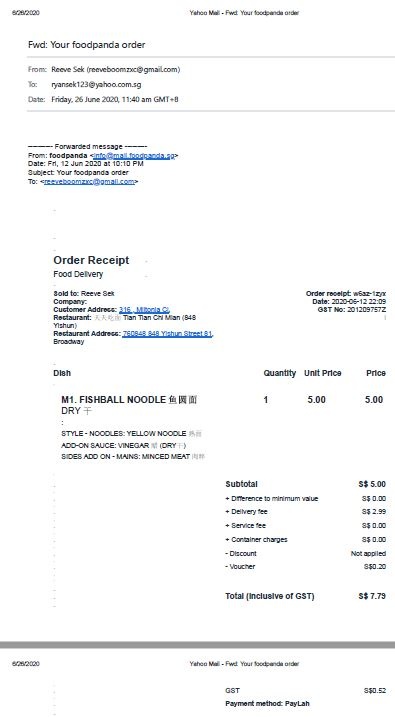 6/26/2020 Yahoo Mail - Fwd: Your foodpanda order
Fwd: Your foodpanda order
From: Reeve Sek (reeveboomzxc@gmail.com)
To: ryansek123@yahoo.com.sg
Date: Friday, 26 June 2020, 11:40 am GMT+8
---------- Forwarded message ----------
From: foodpanda <info@mail.foodpanda.sg>
Date: Fri, 12 Jun 2020 at 10:10 PM
Subject: Your foodpanda order
To: <reeveboomzxc@gmail.com>
Order Receipt
Food Delivery
Sold to: Reeve Sek Order receipt: w6az-1zyx
Company: Date: 2020-06-12 22:09
Customer Address: 316 , Miltonia Cl, GST No: 201209757Z
Restaurant: 天天吃面 Tian Tian Chi Mian (848
Yishun)
Restaurant Address: 760848 848 Yishun Street 81,
Broadway
Dish Quantity Unit Price Price
M1. FISHBALL NOODLE 鱼圆面 1 5.00 5.00
DRY 干
:
STYLE - NOODLES: YELLOW NOODLE 熟面
ADD-ON SAUCE: VINEGAR 醋 (DRY 干)
SIDES ADD ON - MAINS: MINCED MEAT 肉碎
Subtotal S$ 5.00
+ Difference to minimum value S$ 0.00
+ Delivery fee S$ 2.99
+ Service fee S$ 0.00
+ Container charges S$ 0.00
- Discount Not applied
- Voucher S$0.20
Total (Inclusive of GST) S$ 7.79
6/26/2020 Yahoo Mail - Fwd: Your foodpanda order
GST S$0.52
Payment method: PayLah